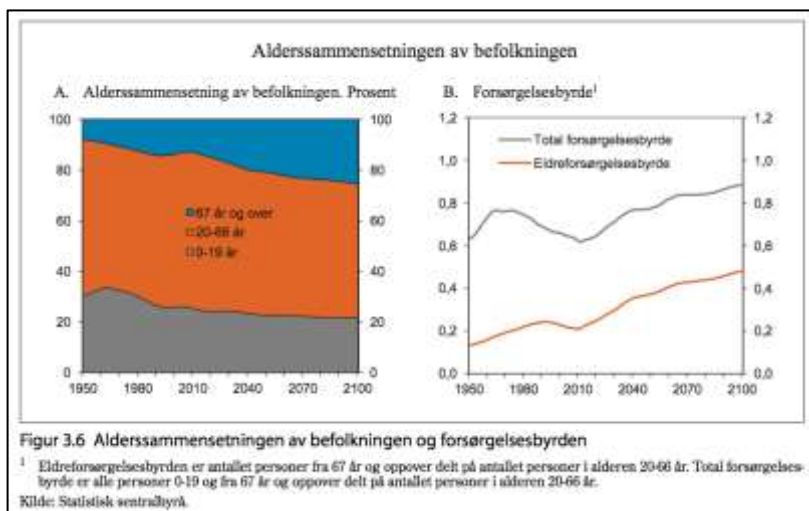 Alderssammensetningen av befolkningen
A. Alderssammensetning av befolkningen. Prosent
100
80
60
40
20
0
100
80
60
40
20
0
67 år og over
20-66 år
0-19 år
1950 1980 2010 2040 2070 2100
B. Forsørgelsesbyrde1
1,2
1,0
0,8
0,6
0,4
0,2
0,0
1,2
1,0
0,8
0,6
0,4
0,2
0,0
Total forsørgelsesbyrde
Eldreforsørgelsesbyrde
1950 1980 2010 2040 2070 2100
Figur 3.6 Alderssammensetningen av befolkningen og forsørgelsesbyrden
1 Eldreforsørgelsesbyrden er antallet personer fra 67 år og oppover delt på antallet personer i alderen 20-66 år. Total forsørgelses-
byrde er alle personer 0-19 og fra 67 år og oppover delt på antallet personer i alderen 20-66 år.
Kilde: Statistisk sentralbyrå.